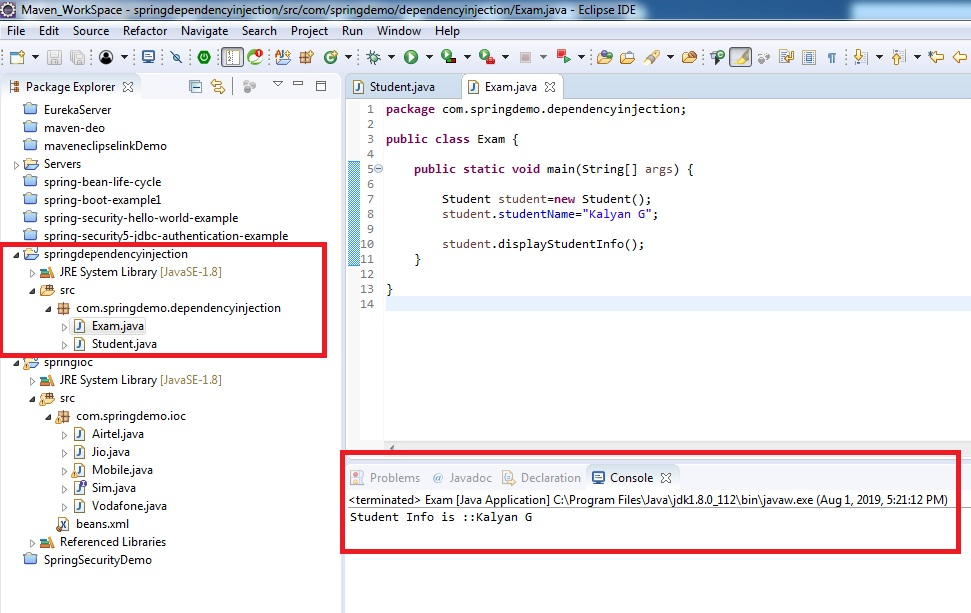 Maven_WorkSpace - springdependencyinjection/src/com/springdemo/dependencyinjection/Exam.java - Eclipse IDE
File Edit Source Refactor Navigate Search Project Run Window Help
Package Explorer
EurekaServer
maven-deo
maveneclipselinkDemo
Servers
spring-bean-life-cycle
spring-boot-example1
spring-security-hello-world-example
spring-security5-jdbc-authentication-example
springdependencyinjection
JRE System Library [JavaSE-1.8]
src
com.springdemo.dependencyinjection
Exam.java
Student.java
springioc
JRE System Library [JavaSE-1.8]
src
com.springdemo.ioc
Airtel.java
Jio.java
Mobile.java
Sim.java
Vodafone.java
beans.xml
Referenced Libraries
SpringSecurityDemo
Student.java Exam.java
1 package com.springdemo.dependencyinjection;
2
3 public class Exam {
4
5 public static void main(String[] args) {
6
7 Student student=new Student();
8 student.studentName="Kalyan G";
9
10 student.displayStudentInfo();
11 }
12
13 }
14
Problems @ Javadoc Declaration Console
<terminated> Exam [Java Application] C:\Program Files\Java\jdk1.8.0_112\bin\javaw.exe (Aug 1, 2019, 5:21:12 PM)
Student Info is ::Kalyan G